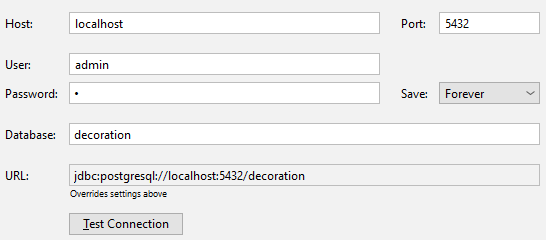 Host: localhost Port: 5432
User: admin
Password: • Save: Forever
Database: decoration
URL: jdbc:postgresql://localhost:5432/decoration
Overrides settings above
Test Connection